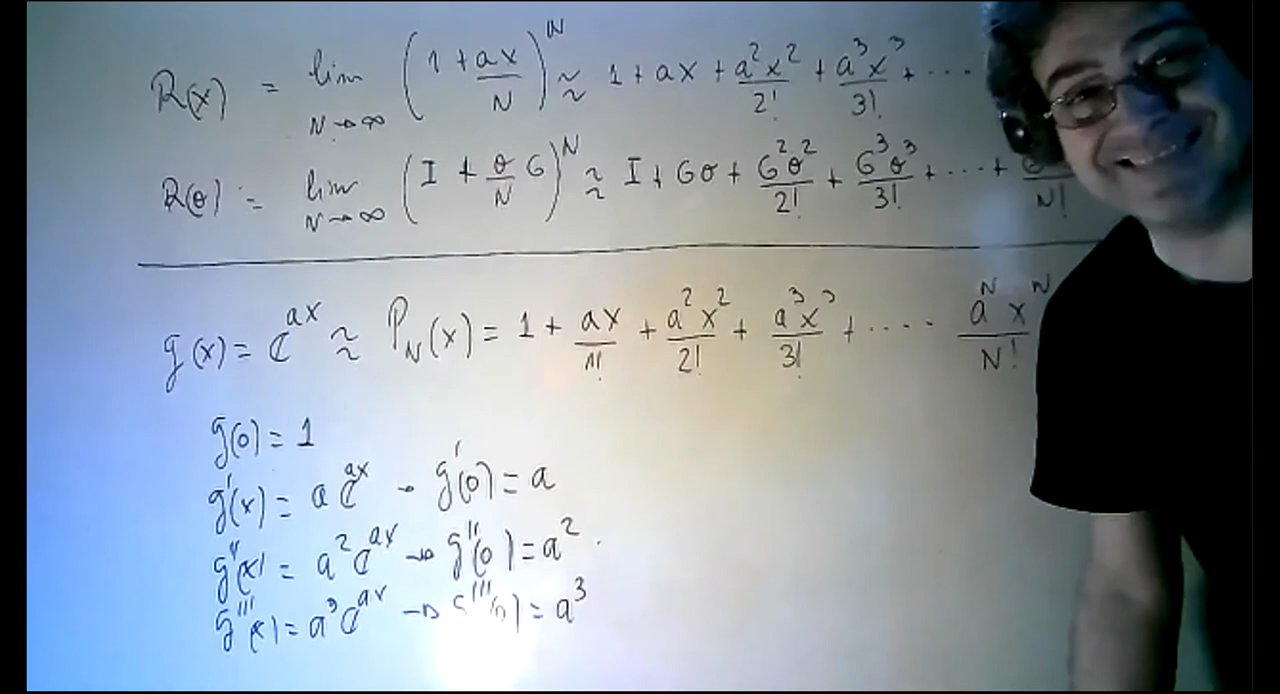 R(x) = lim N→∞ (1 + ax/N)^N ≈ 1 + ax + a²x²/2! + a³x³/3! + ...
R(θ) = lim N→∞ (I + θ/N G)^N ≈ I + Gθ + G²θ²/2! + G³θ³/3! + ... + /N!
g(x) = e^ax ≈ P_N(x) = 1 + ax/1! + a²x²/2! + a³x³/3! + .... a^N x^N/N!
g(0) = 1
g'(x) = a e^ax → g'(0) = a
g''(x) = a² e^ax → g''(0) = a².
g'''(x) = a³ e^ax → g'''(0) = a³